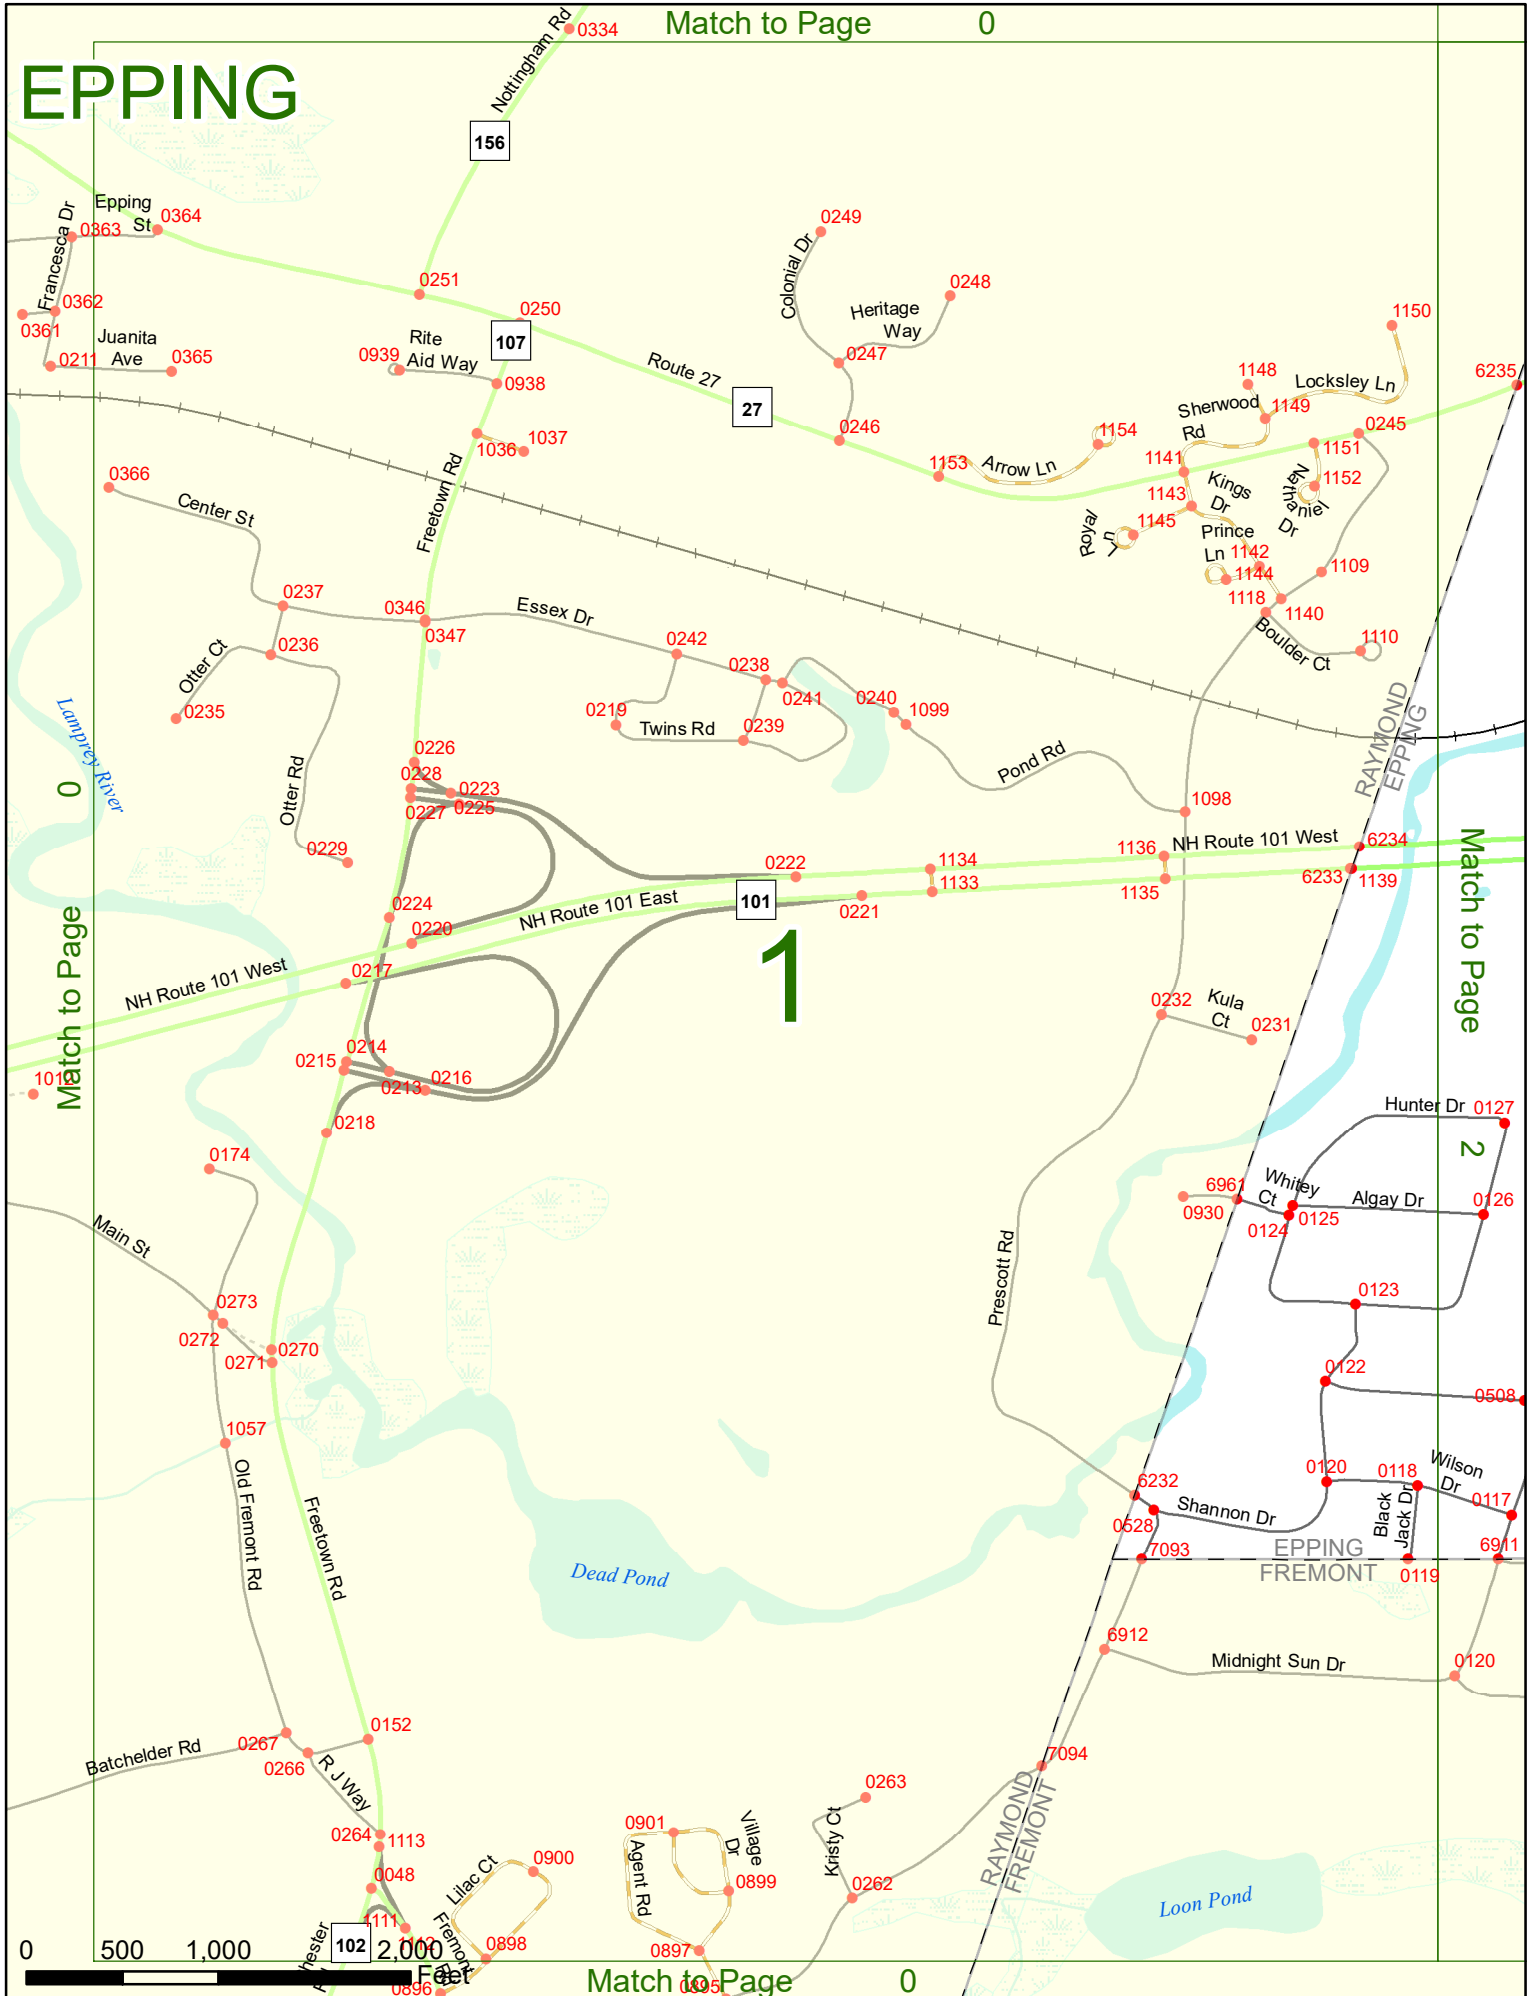 Match to Page 0
EPPING
Nottingham Rd
0334
156
Epping
St
0364
0363
Francesca Dr
0362
0361
Juanita
Ave
0211
0365
0251
0250
107
Rite
Aid Way
0939
0938
1036
1037
Colonial Dr
0249
0248
Heritage
Way
0247
Route 27
27
0246
1153
Arrow Ln
1154
1150
1148
Locksley Ln
Sherwood
Rd
1149
6235
0245
1141
1151
1152
Nathaniel
Dr
Kings
Dr
1143
Royal
Ln
1145
Prince
Ln
1142
1144
1109
1118
1140
Boulder Ct
1110
0366
Center St
Freetown Rd
0237
0346
0347
Essex Dr
0236
Otter Ct
0235
0242
0238
0241
0240
1099
0219
Twins Rd
0239
Pond Rd
RAYMOND
EPPING
Lamprey River
Otter Rd
0229
0226
0228
0223
0227
0225
1098
0
Match to Page
0222
1134
1136
NH Route 101 West
6234
1133
1135
6233
1139
0221
101
NH Route 101 East
0224
0220
0217
NH Route 101 West
1
Match to Page
2
0232
Kula
Ct
0231
0214
0215
0213
0216
1012
0218
0174
Hunter Dr
0127
6961
Whitey
Ct
Algay Dr
0126
0930
0124
0125
Main St
Prescott Rd
0123
0273
0272
0270
0271
0122
0508
1057
Old Fremont Rd
Freetown Rd
0120
0118
Wilson
Dr
0117
6232
Shannon Dr
Black
Jack Dr
0528
7093
EPPING
FREMONT
0119
6911
Dead Pond
6912
Midnight Sun Dr
0120
0152
0267
Batchelder Rd
0266
R J Way
7094
RAYMOND
FREMONT
0263
Kristy Ct
0262
0264
1113
0048
1111
1112
Lilac Ct
0900
Fremont
Rd
0898
0896
0901
Village
Dr
Agent Rd
0899
0897
0895
Loon Pond
102
0 500 1,000 2,000
Feet
Match to Page 0